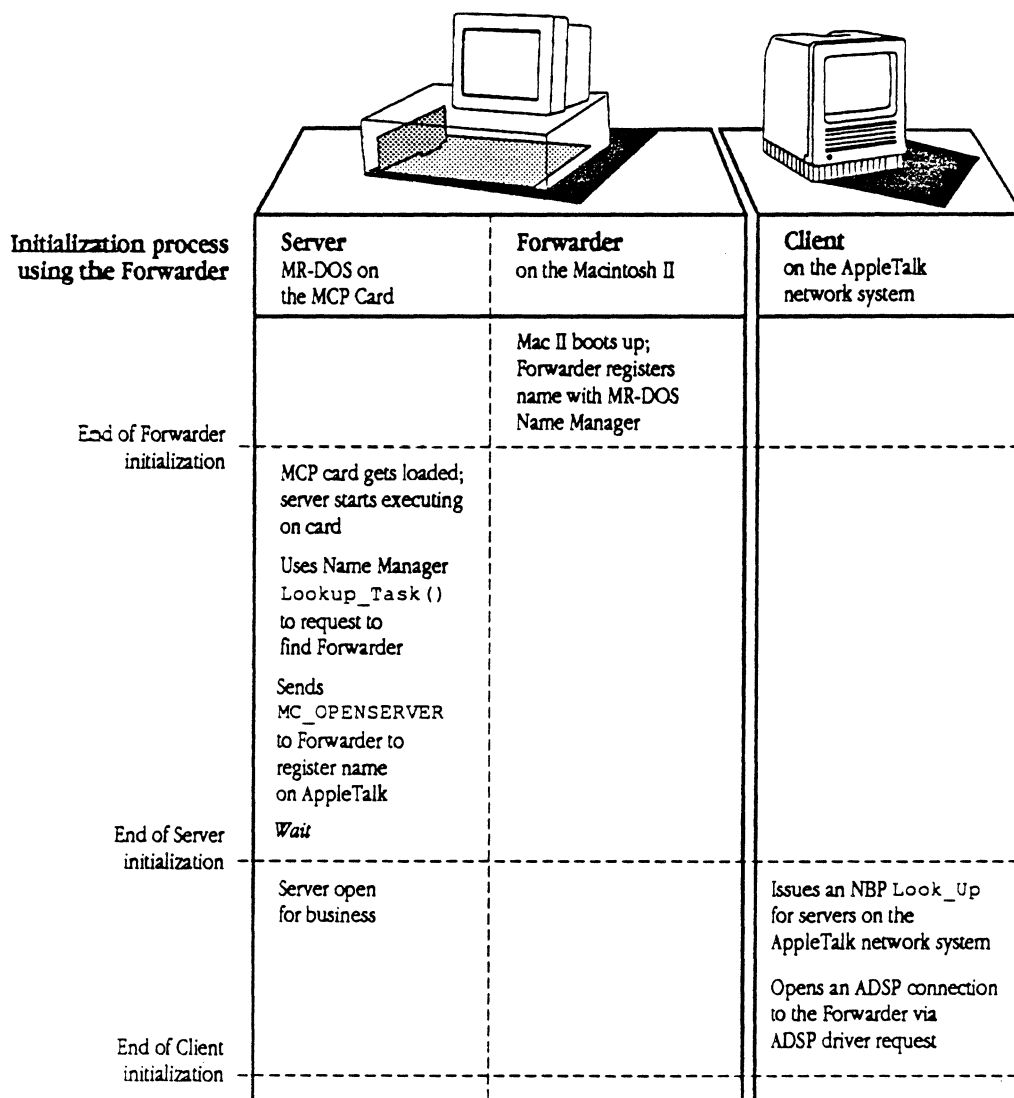 Initialization process
using the Forwarder
Server
MR-DOS on
the MCP Card
Forwarder
on the Macintosh II
Client
on the AppleTalk
network system
Mac II boots up;
Forwarder registers
name with MR-DOS
Name Manager
End of Forwarder
initialization
MCP card gets loaded;
server starts executing
on card
Uses Name Manager
Lookup_Task()
to request to
find Forwarder
Sends
MC_OPENSERVER
to Forwarder to
register name
on AppleTalk
Wait
End of Server
initialization
Server open
for business
Issues an NBP Look_Up
for servers on the
AppleTalk network system
Opens an ADSP connection
to the Forwarder via
ADSP driver request
End of Client
initialization